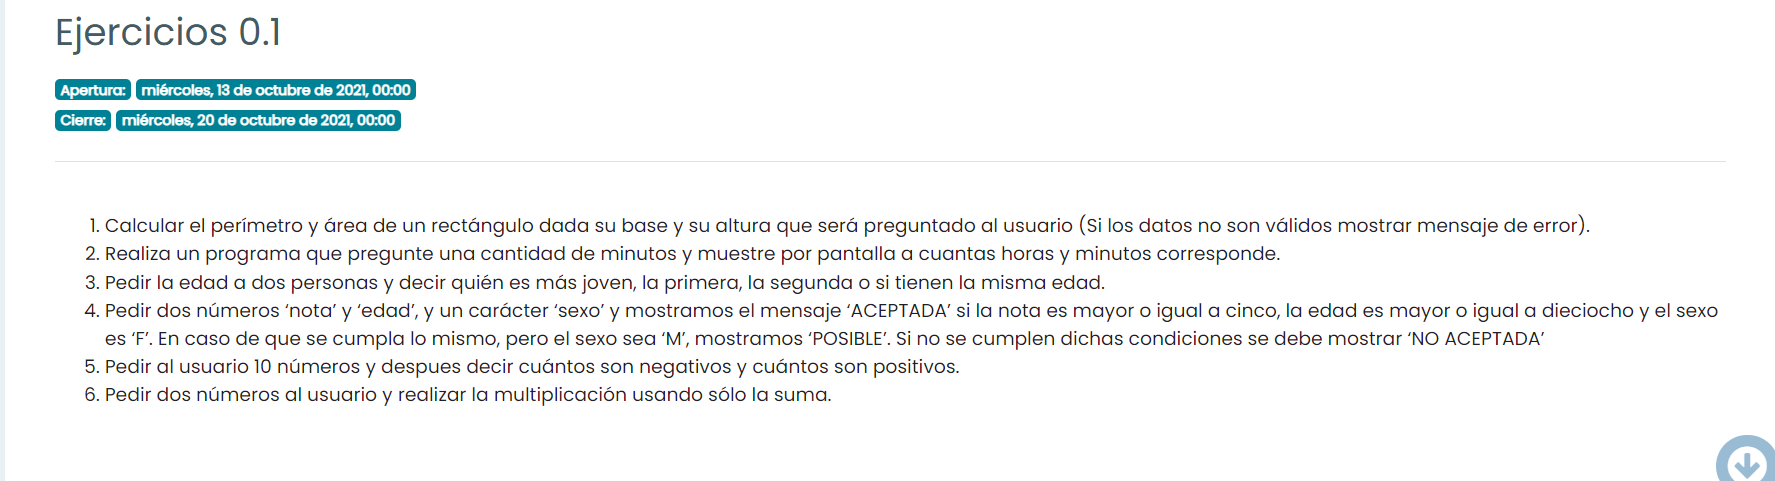 Ejercicios 0.1
Apertura: miércoles, 13 de octubre de 2021, 00:00
Cierre: miércoles, 20 de octubre de 2021, 00:00
1. Calcular el perímetro y área de un rectángulo dada su base y su altura que será preguntado al usuario (Si los datos no son válidos mostrar mensaje de error).
2. Realiza un programa que pregunte una cantidad de minutos y muestre por pantalla a cuantas horas y minutos corresponde.
3. Pedir la edad a dos personas y decir quién es más joven, la primera, la segunda o si tienen la misma edad.
4. Pedir dos números ‘nota’ y ‘edad’, y un carácter ‘sexo’ y mostramos el mensaje ‘ACEPTADA’ si la nota es mayor o igual a cinco, la edad es mayor o igual a dieciocho y el sexo
es ‘F’. En caso de que se cumpla lo mismo, pero el sexo sea ‘M’, mostramos ‘POSIBLE’. Si no se cumplen dichas condiciones se debe mostrar ‘NO ACEPTADA’
5. Pedir al usuario 10 números y despues decir cuántos son negativos y cuántos son positivos.
6. Pedir dos números al usuario y realizar la multiplicación usando sólo la suma.